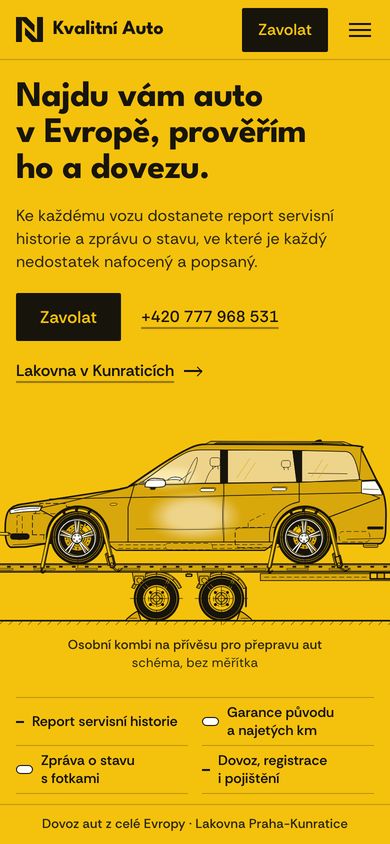 Kvalitní Auto
Zavolat
Najdu vám auto
v Evropě, prověřím
ho a dovezu.
Ke každému vozu dostanete report servisní
historie a zprávu o stavu, ve které je každý
nedostatek nafocený a popsaný.
Zavolat
+420 777 968 531
Lakovna v Kunraticích
Osobní kombi na přívěsu pro přepravu aut
schéma, bez měřítka
Report servisní historie
Garance původu
a najetých km
Zpráva o stavu
s fotkami
Dovoz, registrace
i pojištění
Dovoz aut z celé Evropy · Lakovna Praha-Kunratice